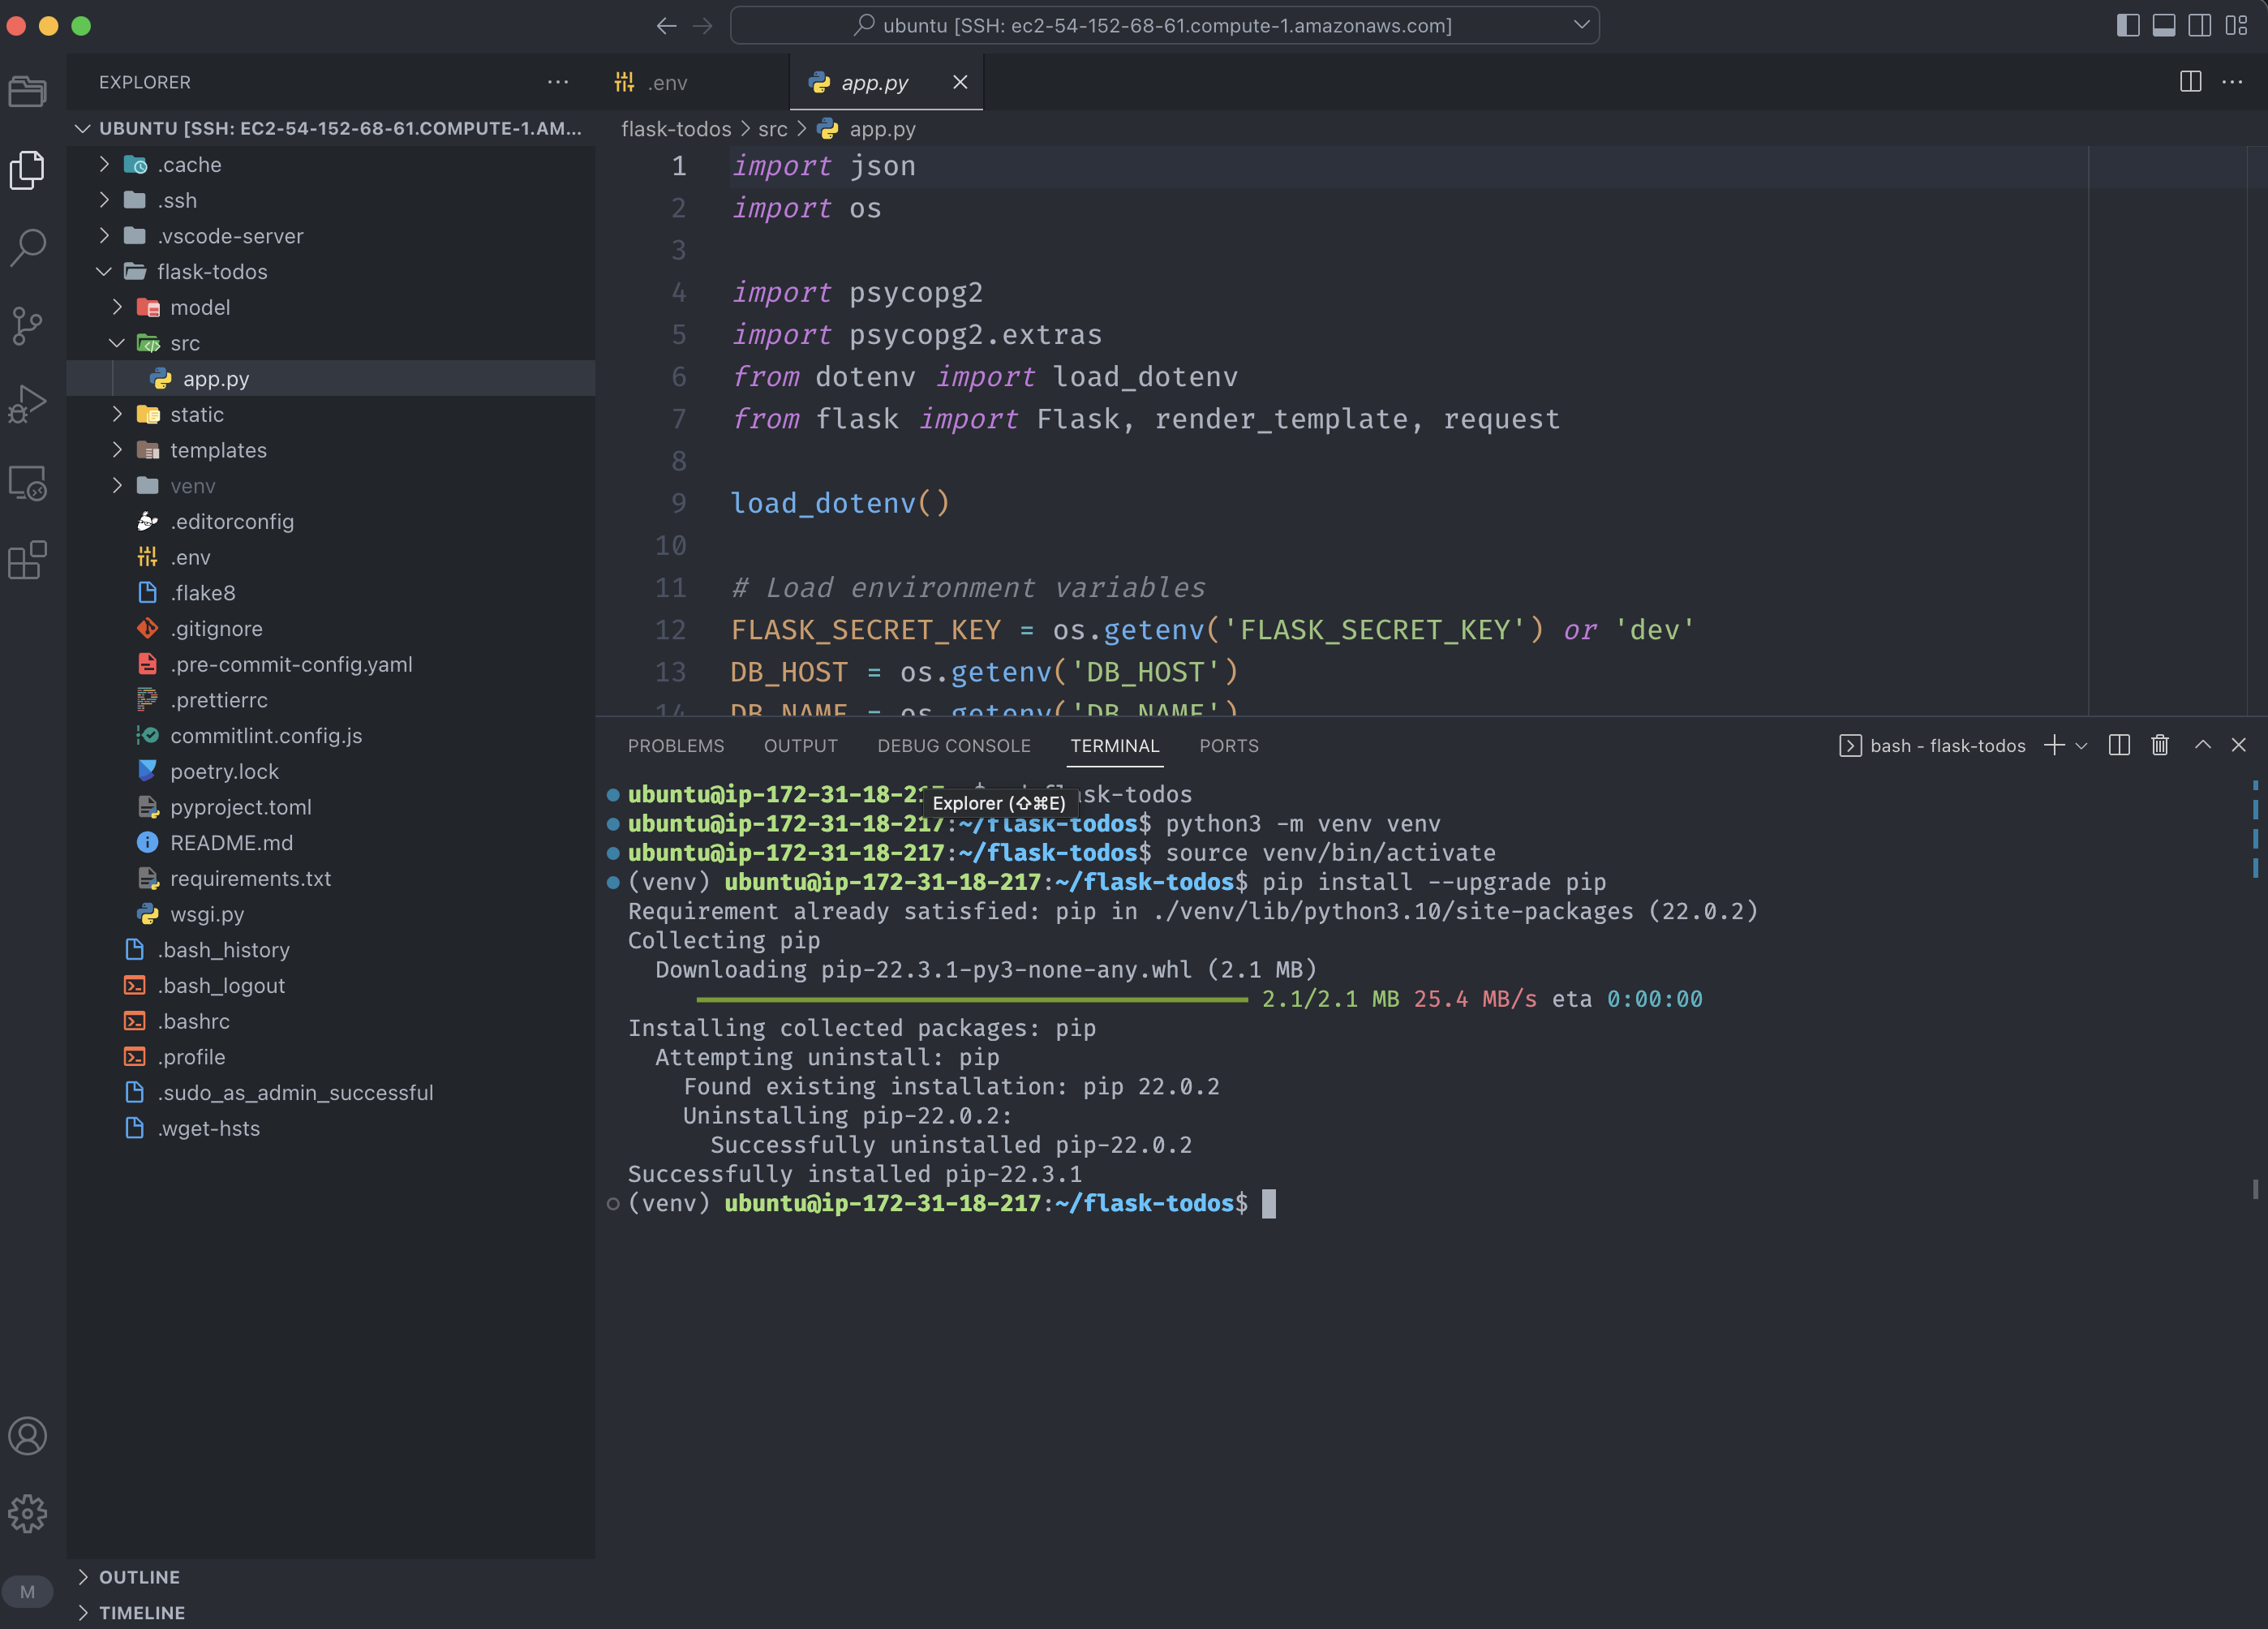 ubuntu [SSH: ec2-54-152-68-61.compute-1.amazonaws.com]
EXPLORER
UBUNTU [SSH: EC2-54-152-68-61.COMPUTE-1.AM...
.cache
.ssh
.vscode-server
flask-todos
model
src
app.py
static
templates
venv
.editorconfig
.env
.flake8
.gitignore
.pre-commit-config.yaml
.prettierrc
commitlint.config.js
poetry.lock
pyproject.toml
README.md
requirements.txt
wsgi.py
.bash_history
.bash_logout
.bashrc
.profile
.sudo_as_admin_successful
.wget-hsts
OUTLINE
TIMELINE
M
.env
app.py
flask-todos > src > app.py
1 import json
2 import os
3
4 import psycopg2
5 import psycopg2.extras
6 from dotenv import load_dotenv
7 from flask import Flask, render_template, request
8
9 load_dotenv()
10
11 # Load environment variables
12 FLASK_SECRET_KEY = os.getenv('FLASK_SECRET_KEY') or 'dev'
13 DB_HOST = os.getenv('DB_HOST')
14 DB_NAME = os.getenv('DB_NAME')
PROBLEMS OUTPUT DEBUG CONSOLE TERMINAL PORTS
bash - flask-todos
ubuntu@ip-172-31-18-217 sk-todos
Explorer (⇧⌘E)
ubuntu@ip-172-31-18-217:~/flask-todos$ python3 -m venv venv
ubuntu@ip-172-31-18-217:~/flask-todos$ source venv/bin/activate
(venv) ubuntu@ip-172-31-18-217:~/flask-todos$ pip install --upgrade pip
Requirement already satisfied: pip in ./venv/lib/python3.10/site-packages (22.0.2)
Collecting pip
Downloading pip-22.3.1-py3-none-any.whl (2.1 MB)
2.1/2.1 MB 25.4 MB/s eta 0:00:00
Installing collected packages: pip
Attempting uninstall: pip
Found existing installation: pip 22.0.2
Uninstalling pip-22.0.2:
Successfully uninstalled pip-22.0.2
Successfully installed pip-22.3.1
(venv) ubuntu@ip-172-31-18-217:~/flask-todos$